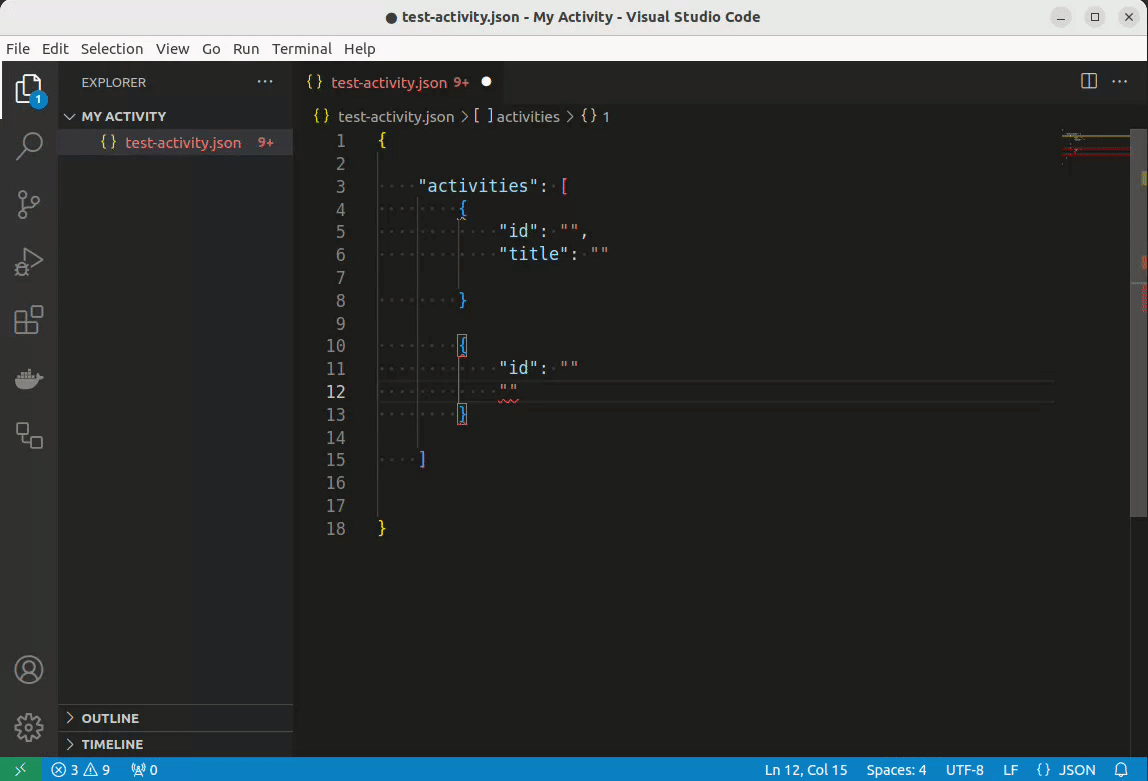 ● test-activity.json - My Activity - Visual Studio Code
File Edit Selection View Go Run Terminal Help
1
EXPLORER
MY ACTIVITY
{} test-activity.json 9+
OUTLINE
TIMELINE
{} test-activity.json 9+ ●
{} test-activity.json > [ ] activities > {} 1
1 {
2
3 "activities": [
4 {
5 "id": "",
6 "title": ""
7
8 }
9
10 {
11 "id": ""
12 ""
13 }
14
15 ]
16
17
18 }
3 9 0 Ln 12, Col 15 Spaces: 4 UTF-8 LF {} JSON